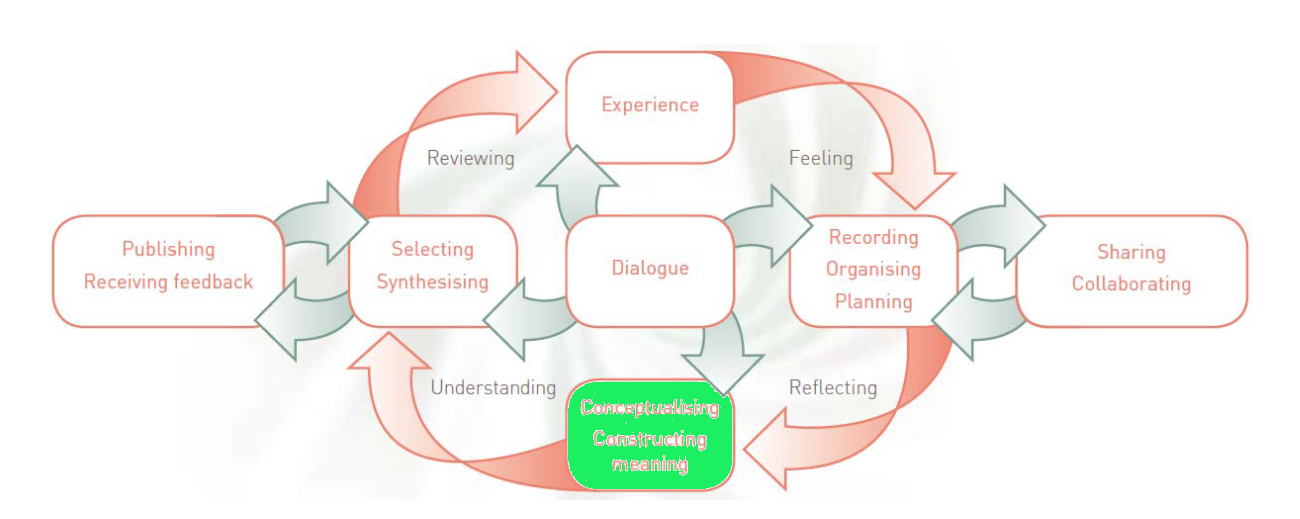 Experience
Reviewing
Feeling
Publishing
Receiving feedback
Selecting
Synthesising
Dialogue
Recording
Organising
Planning
Sharing
Collaborating
Understanding
Reflecting
Conceptualising
Constructing
meaning